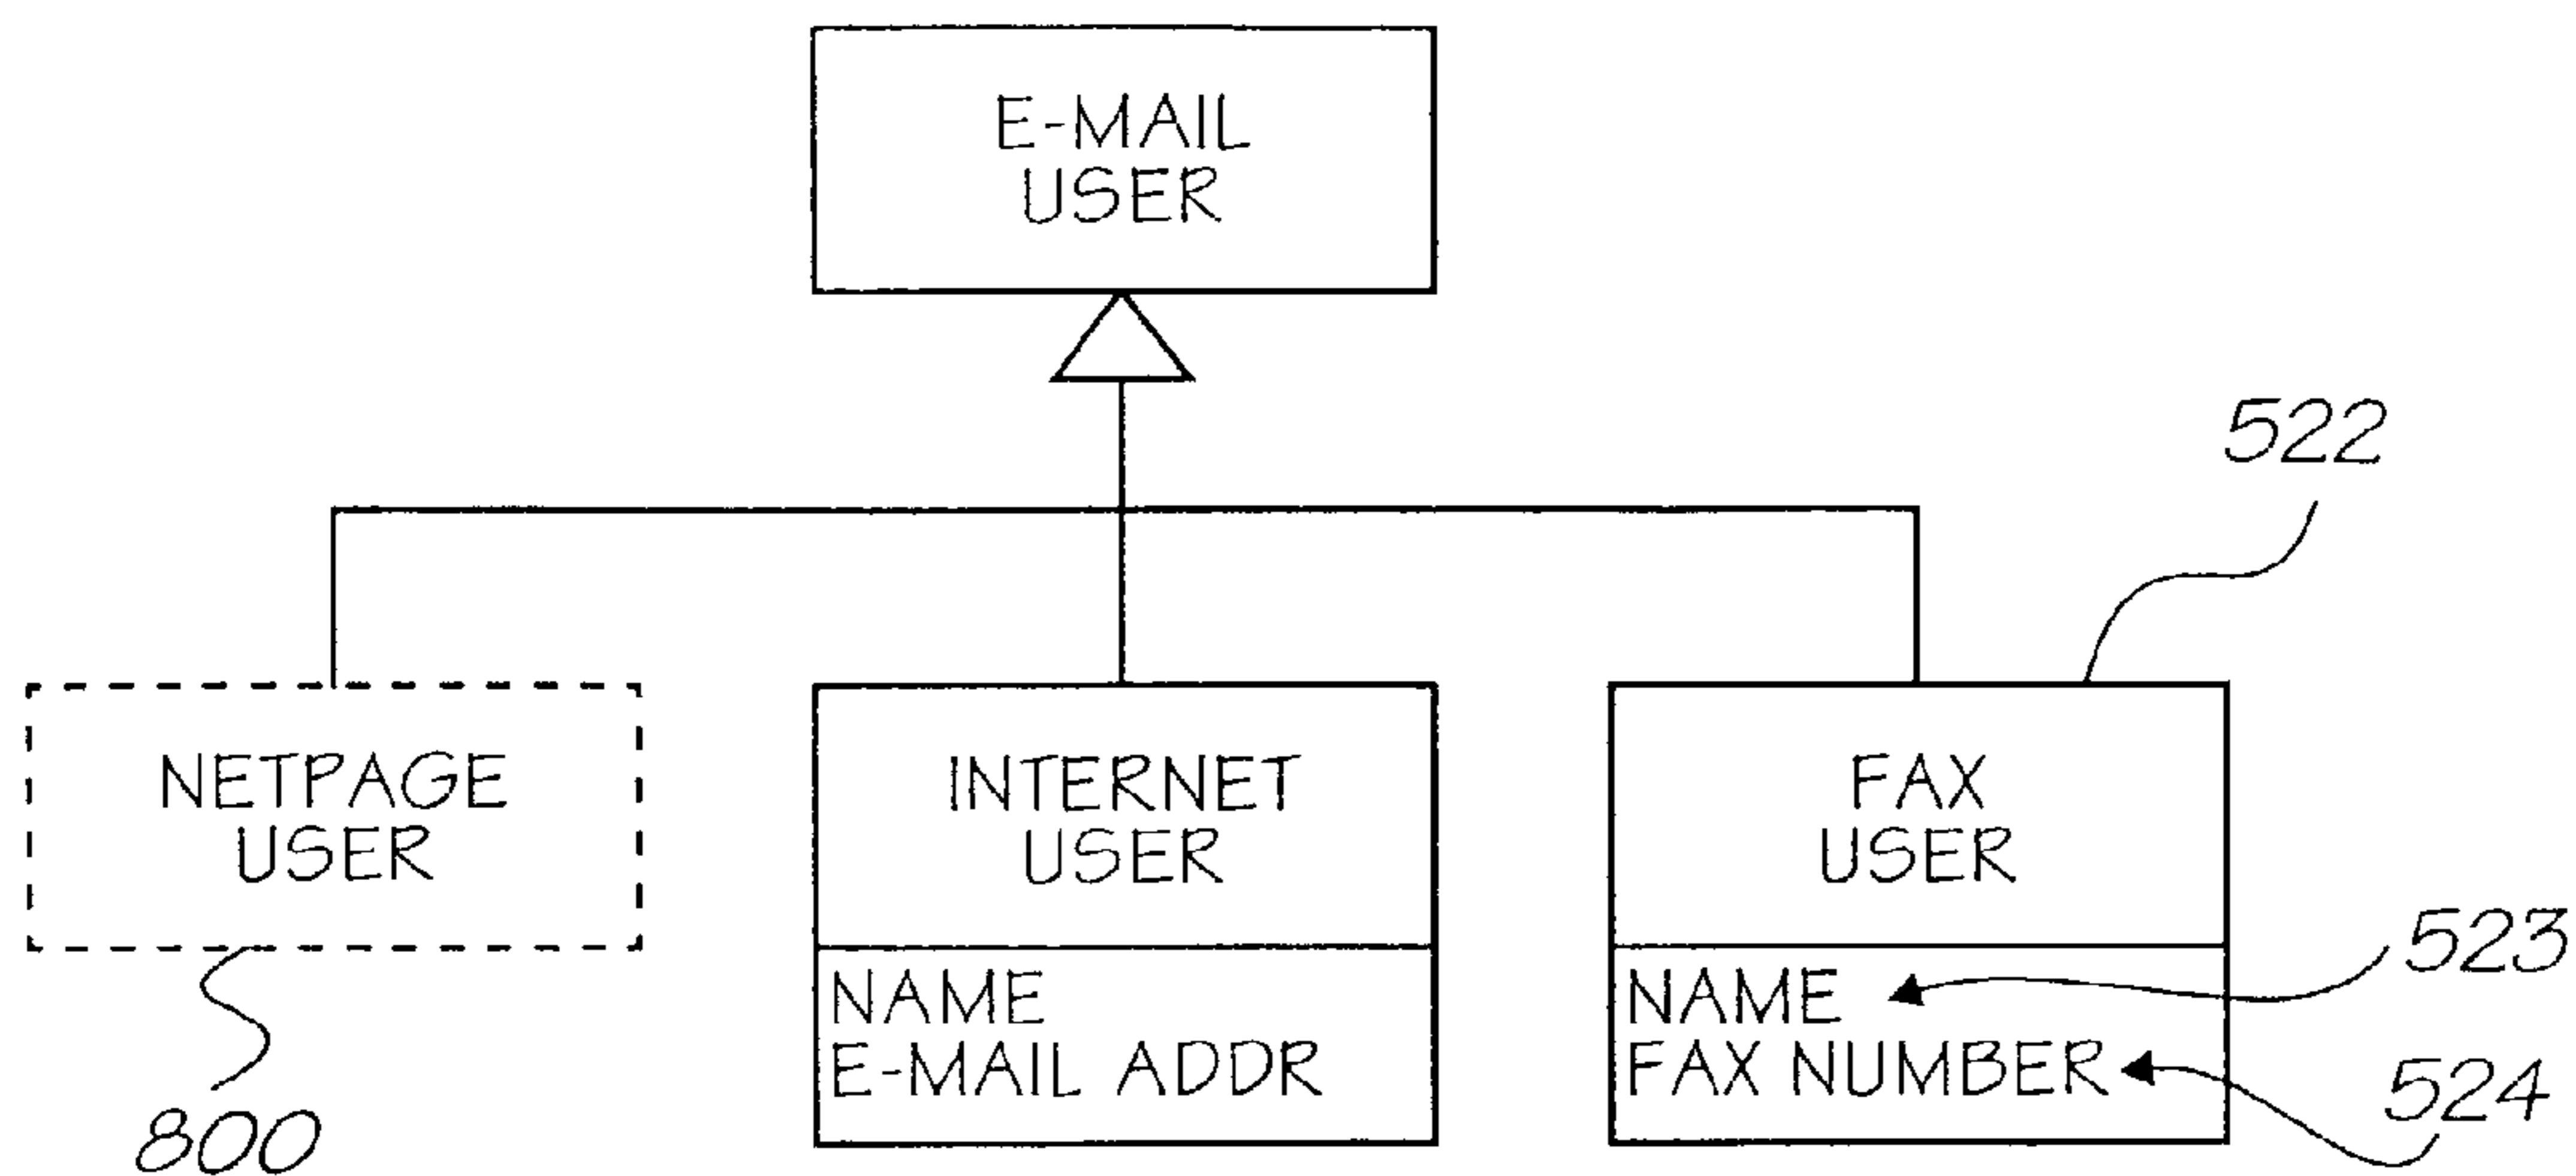 E-MAIL
USER
522
NETPAGE
USER
INTERNET
USER
FAX
USER
NAME
E-MAIL ADDR
NAME
FAX NUMBER
523
524
800